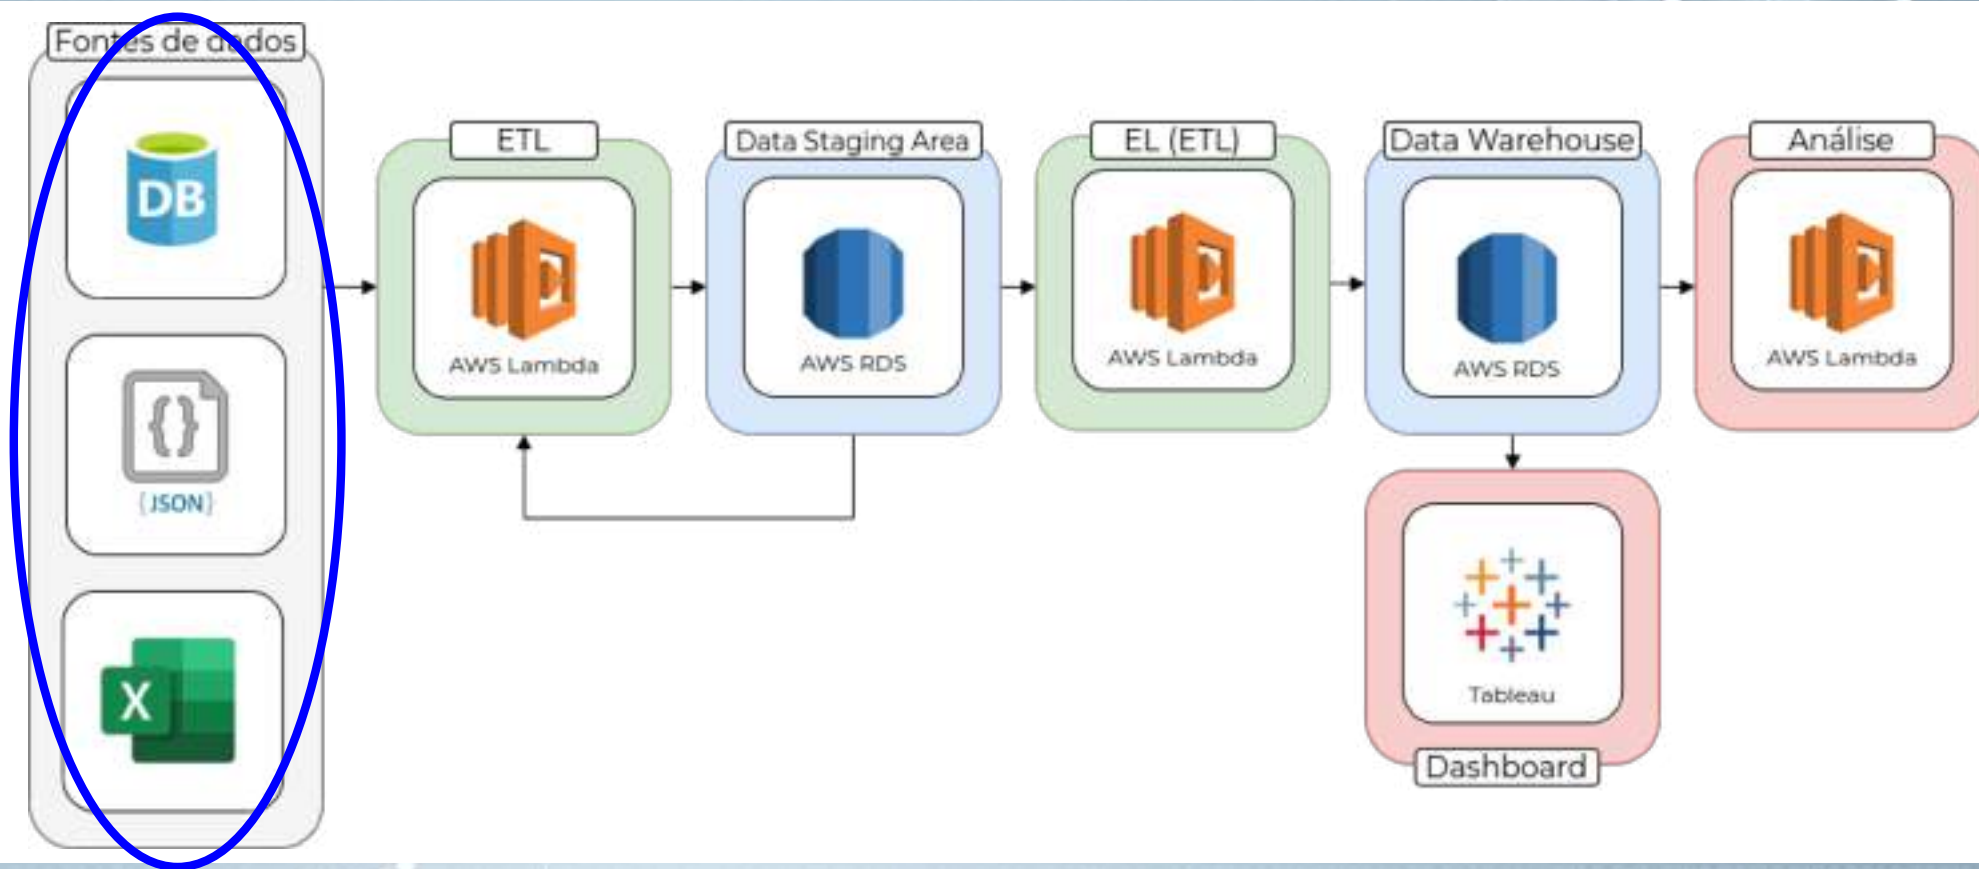 Fontes de dados
DB
{JSON}
X
ETL
AWS Lambda
Data Staging Area
AWS RDS
EL (ETL)
AWS Lambda
Data Warehouse
AWS RDS
Análise
AWS Lambda
Tableau
Dashboard